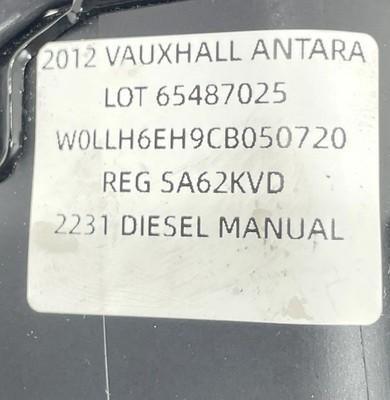 2012 VAUXHALL ANTARA
LOT 65487025
W0LLH6EH9CB050720
REG SA62KVD
2231 DIESEL MANUAL